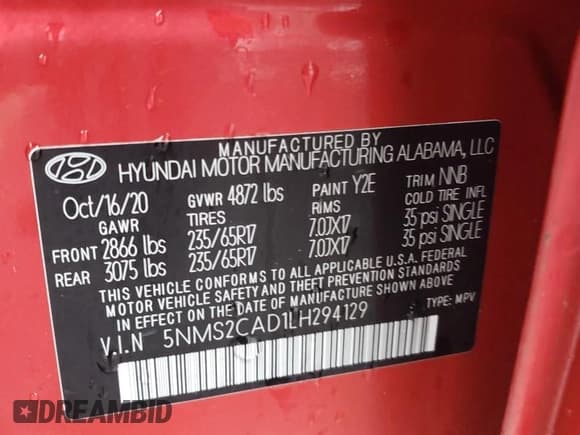 MANUFACTURED BY
HYUNDAI MOTOR MANUFACTURING ALABAMA, LLC
Oct/16/20 GVWR 4872 lbs PAINT Y2E TRIM NNB
GAWR TIRES RIMS COLD TIRE INFL
FRONT 2866 lbs 235/65R17 7.0JX17 35 psi SINGLE
REAR 3075 lbs 235/65R17 7.0JX17 35 psi SINGLE
THIS VEHICLE CONFORMS TO ALL APPLICABLE U.S.A. FEDERAL
MOTOR VEHICLE SAFETY AND THEFT PREVENTION STANDARDS
IN EFFECT ON THE DATE OF MANUFACTURE SHOWN ABOVE.
V.I.N 5NMS2CAD1LH294129 TYPE: MPV
DREAMBID